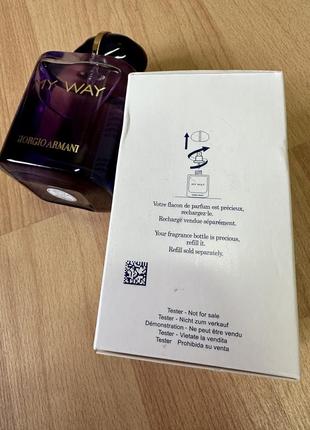 MY WAY
GIORGIO ARMANI
MY WAY
Votre flacon de parfum est précieux,
rechargez-le.
Recharge vendue séparément.
Your fragrance bottle is precious,
refill it.
Refill sold separately.
Tester - Not for sale
Tester - Nicht zum verkauf
Démonstration - Ne peut être vendu
Tester - Vietata la vendita
Tester Prohibida su venta